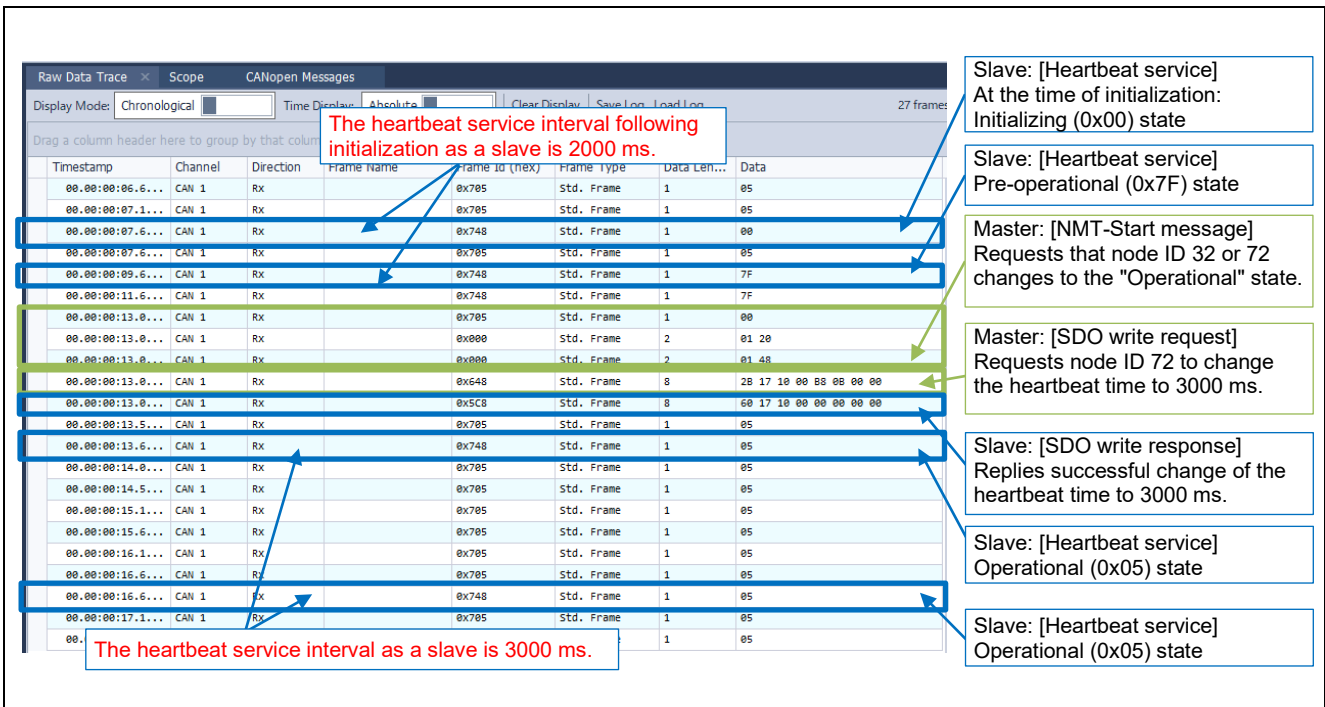 Raw Data Trace × Scope CANopen Messages
Display Mode: Chronological Time Display: Absolute Clear Display Save Log Load Log 27 frames
Drag a column header here to group by that colum
The heartbeat service interval following
initialization as a slave is 2000 ms.
Timestamp Channel Direction Frame Name Frame Id (hex) Frame Type Data Len... Data
00.00:00:06.6... CAN 1 Rx 0x705 Std. Frame 1 05
00.00:00:07.1... CAN 1 Rx 0x705 Std. Frame 1 05
00.00:00:07.6... CAN 1 Rx 0x748 Std. Frame 1 00
00.00:00:07.6... CAN 1 Rx 0x705 Std. Frame 1 05
00.00:00:09.6... CAN 1 Rx 0x748 Std. Frame 1 7F
00.00:00:11.6... CAN 1 Rx 0x748 Std. Frame 1 7F
00.00:00:13.0... CAN 1 Rx 0x705 Std. Frame 1 00
00.00:00:13.0... CAN 1 Rx 0x000 Std. Frame 2 01 20
00.00:00:13.0... CAN 1 Rx 0x000 Std. Frame 2 01 48
00.00:00:13.0... CAN 1 Rx 0x648 Std. Frame 8 2B 17 10 00 B8 0B 00 00
00.00:00:13.0... CAN 1 Rx 0x5C8 Std. Frame 8 60 17 10 00 00 00 00 00
00.00:00:13.5... CAN 1 Rx 0x705 Std. Frame 1 05
00.00:00:13.6... CAN 1 Rx 0x748 Std. Frame 1 05
00.00:00:14.0... CAN 1 Rx 0x705 Std. Frame 1 05
00.00:00:14.5... CAN 1 Rx 0x705 Std. Frame 1 05
00.00:00:15.1... CAN 1 Rx 0x705 Std. Frame 1 05
00.00:00:15.6... CAN 1 Rx 0x705 Std. Frame 1 05
00.00:00:16.1... CAN 1 Rx 0x705 Std. Frame 1 05
00.00:00:16.6... CAN 1 Rx 0x705 Std. Frame 1 05
00.00:00:16.6... CAN 1 Rx 0x748 Std. Frame 1 05
00.00:00:17.1... CAN 1 Rx 0x705 Std. Frame 1 05
00. 1 05
The heartbeat service interval as a slave is 3000 ms.
Slave: [Heartbeat service]
At the time of initialization:
Initializing (0x00) state
Slave: [Heartbeat service]
Pre-operational (0x7F) state
Master: [NMT-Start message]
Requests that node ID 32 or 72
changes to the "Operational" state.
Master: [SDO write request]
Requests node ID 72 to change
the heartbeat time to 3000 ms.
Slave: [SDO write response]
Replies successful change of the
heartbeat time to 3000 ms.
Slave: [Heartbeat service]
Operational (0x05) state
Slave: [Heartbeat service]
Operational (0x05) state